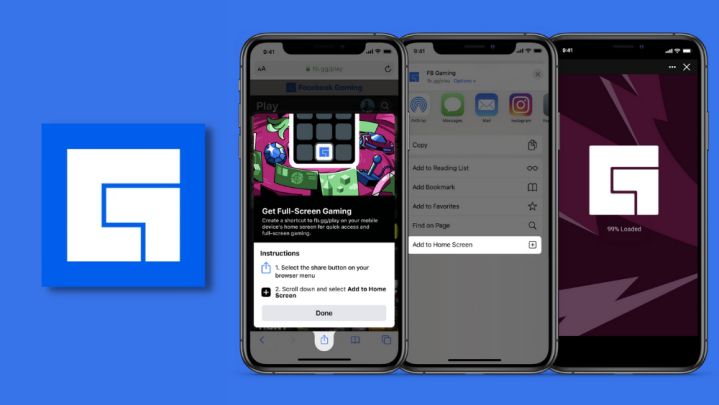 9:41
AA
fb.gg/play
Facebook Gaming
Play
Get Full-Screen Gaming
Create a shortcut to fb.gg/play on your mobile
device's home screen for quick access and
full-screen gaming.
Instructions
1. Select the share button on your
browser menu
2. Scroll down and select Add to Home
Screen
Done
9:41
FB Gaming
fb.gg/play Options >
AirDrop
Messages
Mail
Instagram
Copy
Add to Reading List
Add Bookmark
Add to Favorites
Find on Page
Add to Home Screen
9:41
99% Loaded